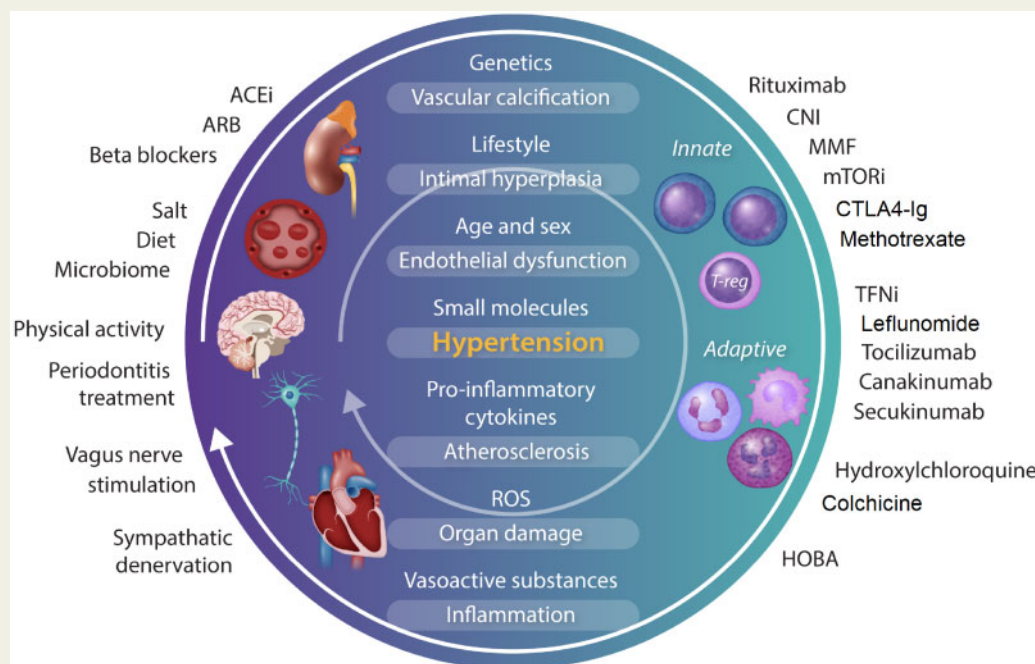 ACEi
ARB
Beta blockers
Salt
Diet
Microbiome
Physical activity
Periodontitis
treatment
Vagus nerve
stimulation
Sympathatic
denervation
Genetics
Vascular calcification
Lifestyle
Intimal hyperplasia
Age and sex
Endothelial dysfunction
Small molecules
Hypertension
Pro-inflammatory
cytokines
Atherosclerosis
ROS
Organ damage
Vasoactive substances
Inflammation
Innate
T-reg
Adaptive
Rituximab
CNI
MMF
mTORi
CTLA4-Ig
Methotrexate
TFNi
Leflunomide
Tocilizumab
Canakinumab
Secukinumab
Hydroxylchloroquine
Colchicine
HOBA